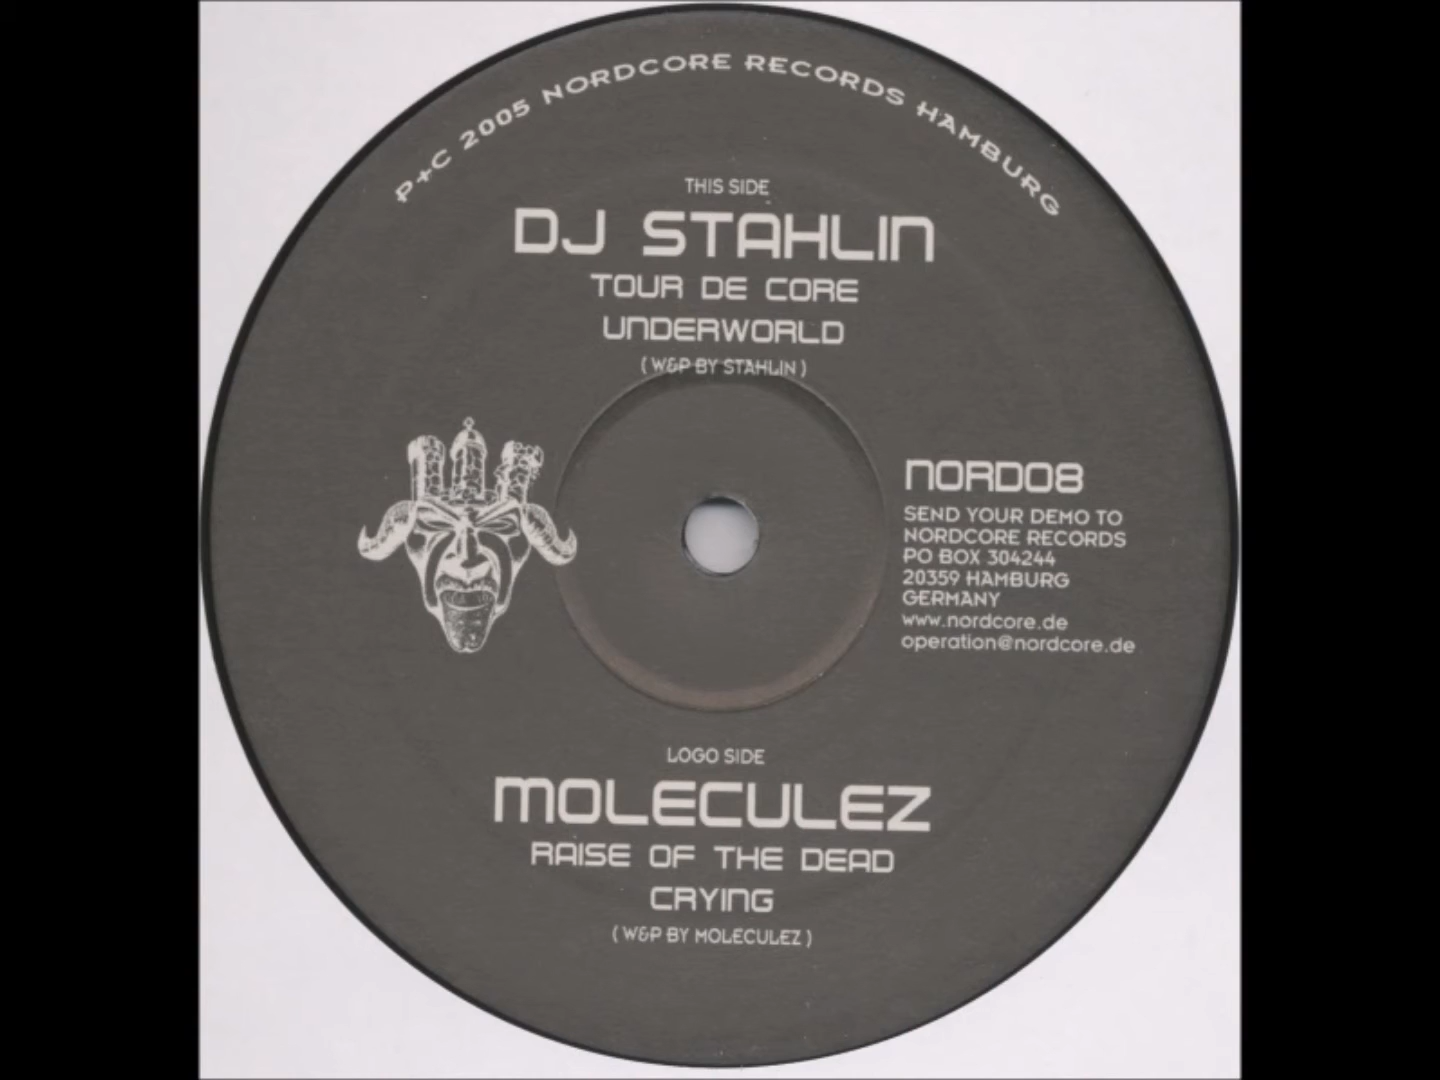 P+C 2005 NORDCORE RECORDS HAMBURG
THIS SIDE
DJ STAHLIN
TOUR DE CORE
UNDERWORLD
( W&P BY STAHLIN )
NORD08
SEND YOUR DEMO TO
NORDCORE RECORDS
PO BOX 304244
20359 HAMBURG
GERMANY
www.nordcore.de
operation@nordcore.de
LOGO SIDE
MOLECULEZ
RAISE OF THE DEAD
CRYING
( W&P BY MOLECULEZ )